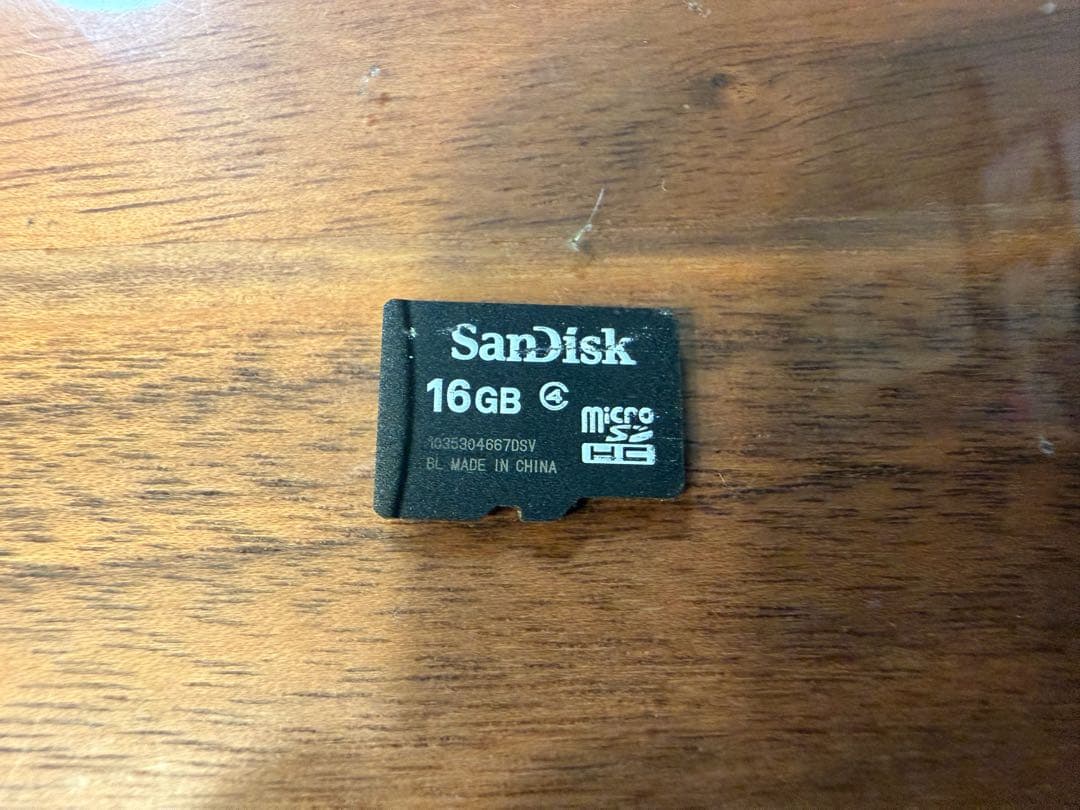 SanDisk
16GB 4
micro
SD
HC
1035304667DSV
BL MADE IN CHINA